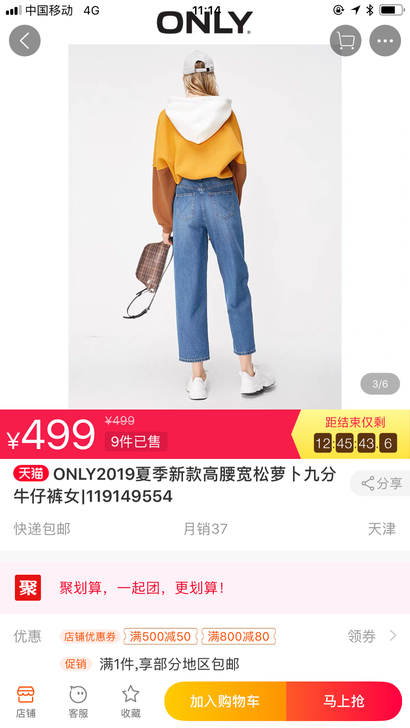 中国移动 4G 11:14
ONLY
3/6
¥499 ¥499
9件已售
距结束仅剩
12:45:43:6
天猫 ONLY2019夏季新款高腰宽松萝卜九分
牛仔裤女|119149554
分享
快递包邮 月销37 天津
聚 聚划算，一起团，更划算！
优惠 店铺优惠券 满500减50 满800减80 领券
促销 满1件,享部分地区包邮
店铺 客服 收藏 加入购物车 马上抢